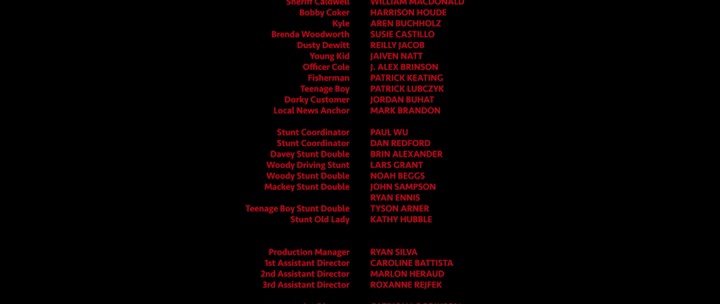 Sheriff Caldwell WILLIAM MACDONALD
Bobby Coker HARRISON HOUDE
Kyle AREN BUCHHOLZ
Brenda Woodworth SUSIE CASTILLO
Dusty Dewitt REILLY JACOB
Young Kid JAIVEN NATT
Officer Cole J. ALEX BRINSON
Fisherman PATRICK KEATING
Teenage Boy PATRICK LUBCZYK
Dorky Customer JORDAN BUHAT
Local News Anchor MARK BRANDON
Stunt Coordinator PAUL WU
Stunt Coordinator DAN REDFORD
Davey Stunt Double BRIN ALEXANDER
Woody Driving Stunt LARS GRANT
Woody Stunt Double NOAH BEGGS
Mackey Stunt Double JOHN SAMPSON
RYAN ENNIS
Teenage Boy Stunt Double TYSON ARNER
Stunt Old Lady KATHY HUBBLE
Production Manager RYAN SILVA
1st Assistant Director CAROLINE BATTISTA
2nd Assistant Director MARLON HERAUD
3rd Assistant Director ROXANNE REJFEK